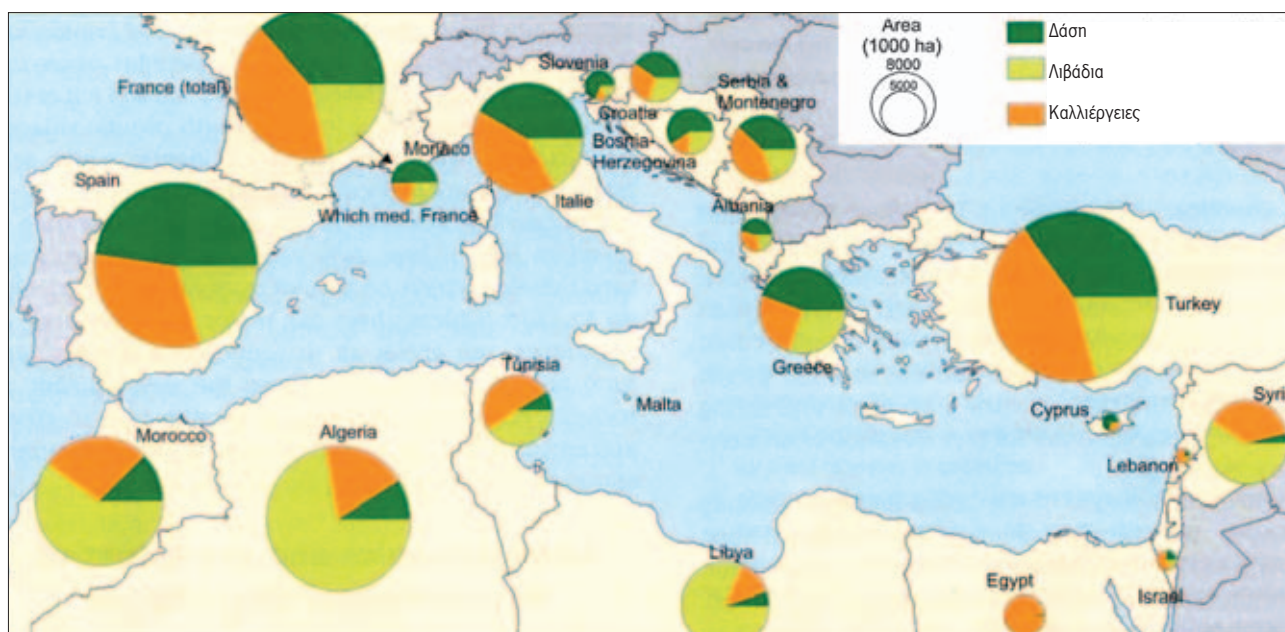 Area
(1000 ha)
8000
5000
Δάση
Λιβάδια
Καλλιέργειες
France (total)
Slovenia
Serbia &
Montenegro
Croatia
Bosnia-
Herzegovina
Monaco
Which med. France
Italie
Spain
Albania
Greece
Turkey
Tunisia
Malta
Cyprus
Syri
Morocco
Algeria
Lebanon
Libya
Egypt
Israel